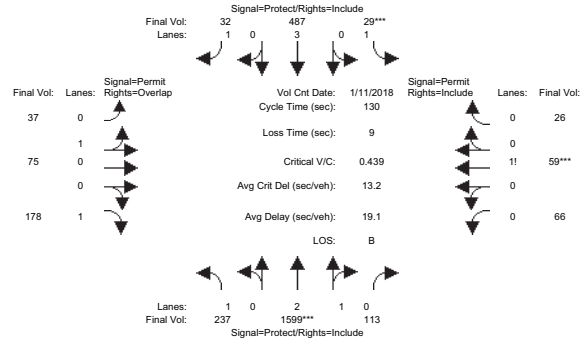 Signal=Protect/Rights=Include
Final Vol: 32 487 29***
Lanes: 1 0 3 0 1
Signal=Permit Signal=Permit
Final Vol: Lanes: Rights=Overlap Vol Cnt Date: 1/11/2018 Rights=Include Lanes: Final Vol:
Cycle Time (sec): 130
37 0 0 26
Loss Time (sec): 9
1 0
75 0 Critical V/C: 0.439 1! 59***
0 Avg Crit Del (sec/veh): 13.2 0
178 1 Avg Delay (sec/veh): 19.1 0 66
LOS: B
Lanes: 1 0 2 1 0
Final Vol: 237 1599*** 113
Signal=Protect/Rights=Include